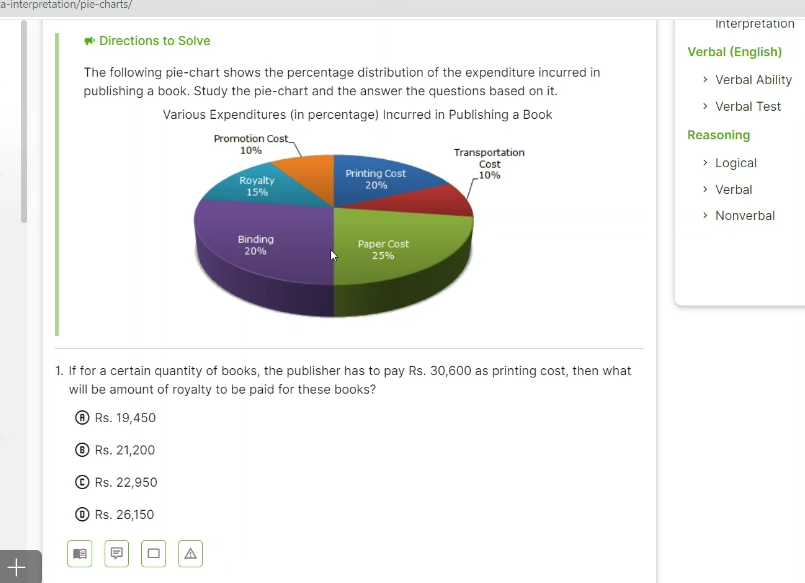 a-interpretation/pie-charts/
Directions to Solve
The following pie-chart shows the percentage distribution of the expenditure incurred in
publishing a book. Study the pie-chart and the answer the questions based on it.
Various Expenditures (in percentage) Incurred in Publishing a Book
Promotion Cost
10%
Transportation
Cost
10%
Printing Cost
20%
Royalty
15%
Binding
20%
Paper Cost
25%
1. If for a certain quantity of books, the publisher has to pay Rs. 30,600 as printing cost, then what
will be amount of royalty to be paid for these books?
A Rs. 19,450
B Rs. 21,200
C Rs. 22,950
D Rs. 26,150
Interpretation
Verbal (English)
› Verbal Ability
› Verbal Test
Reasoning
› Logical
› Verbal
› Nonverbal